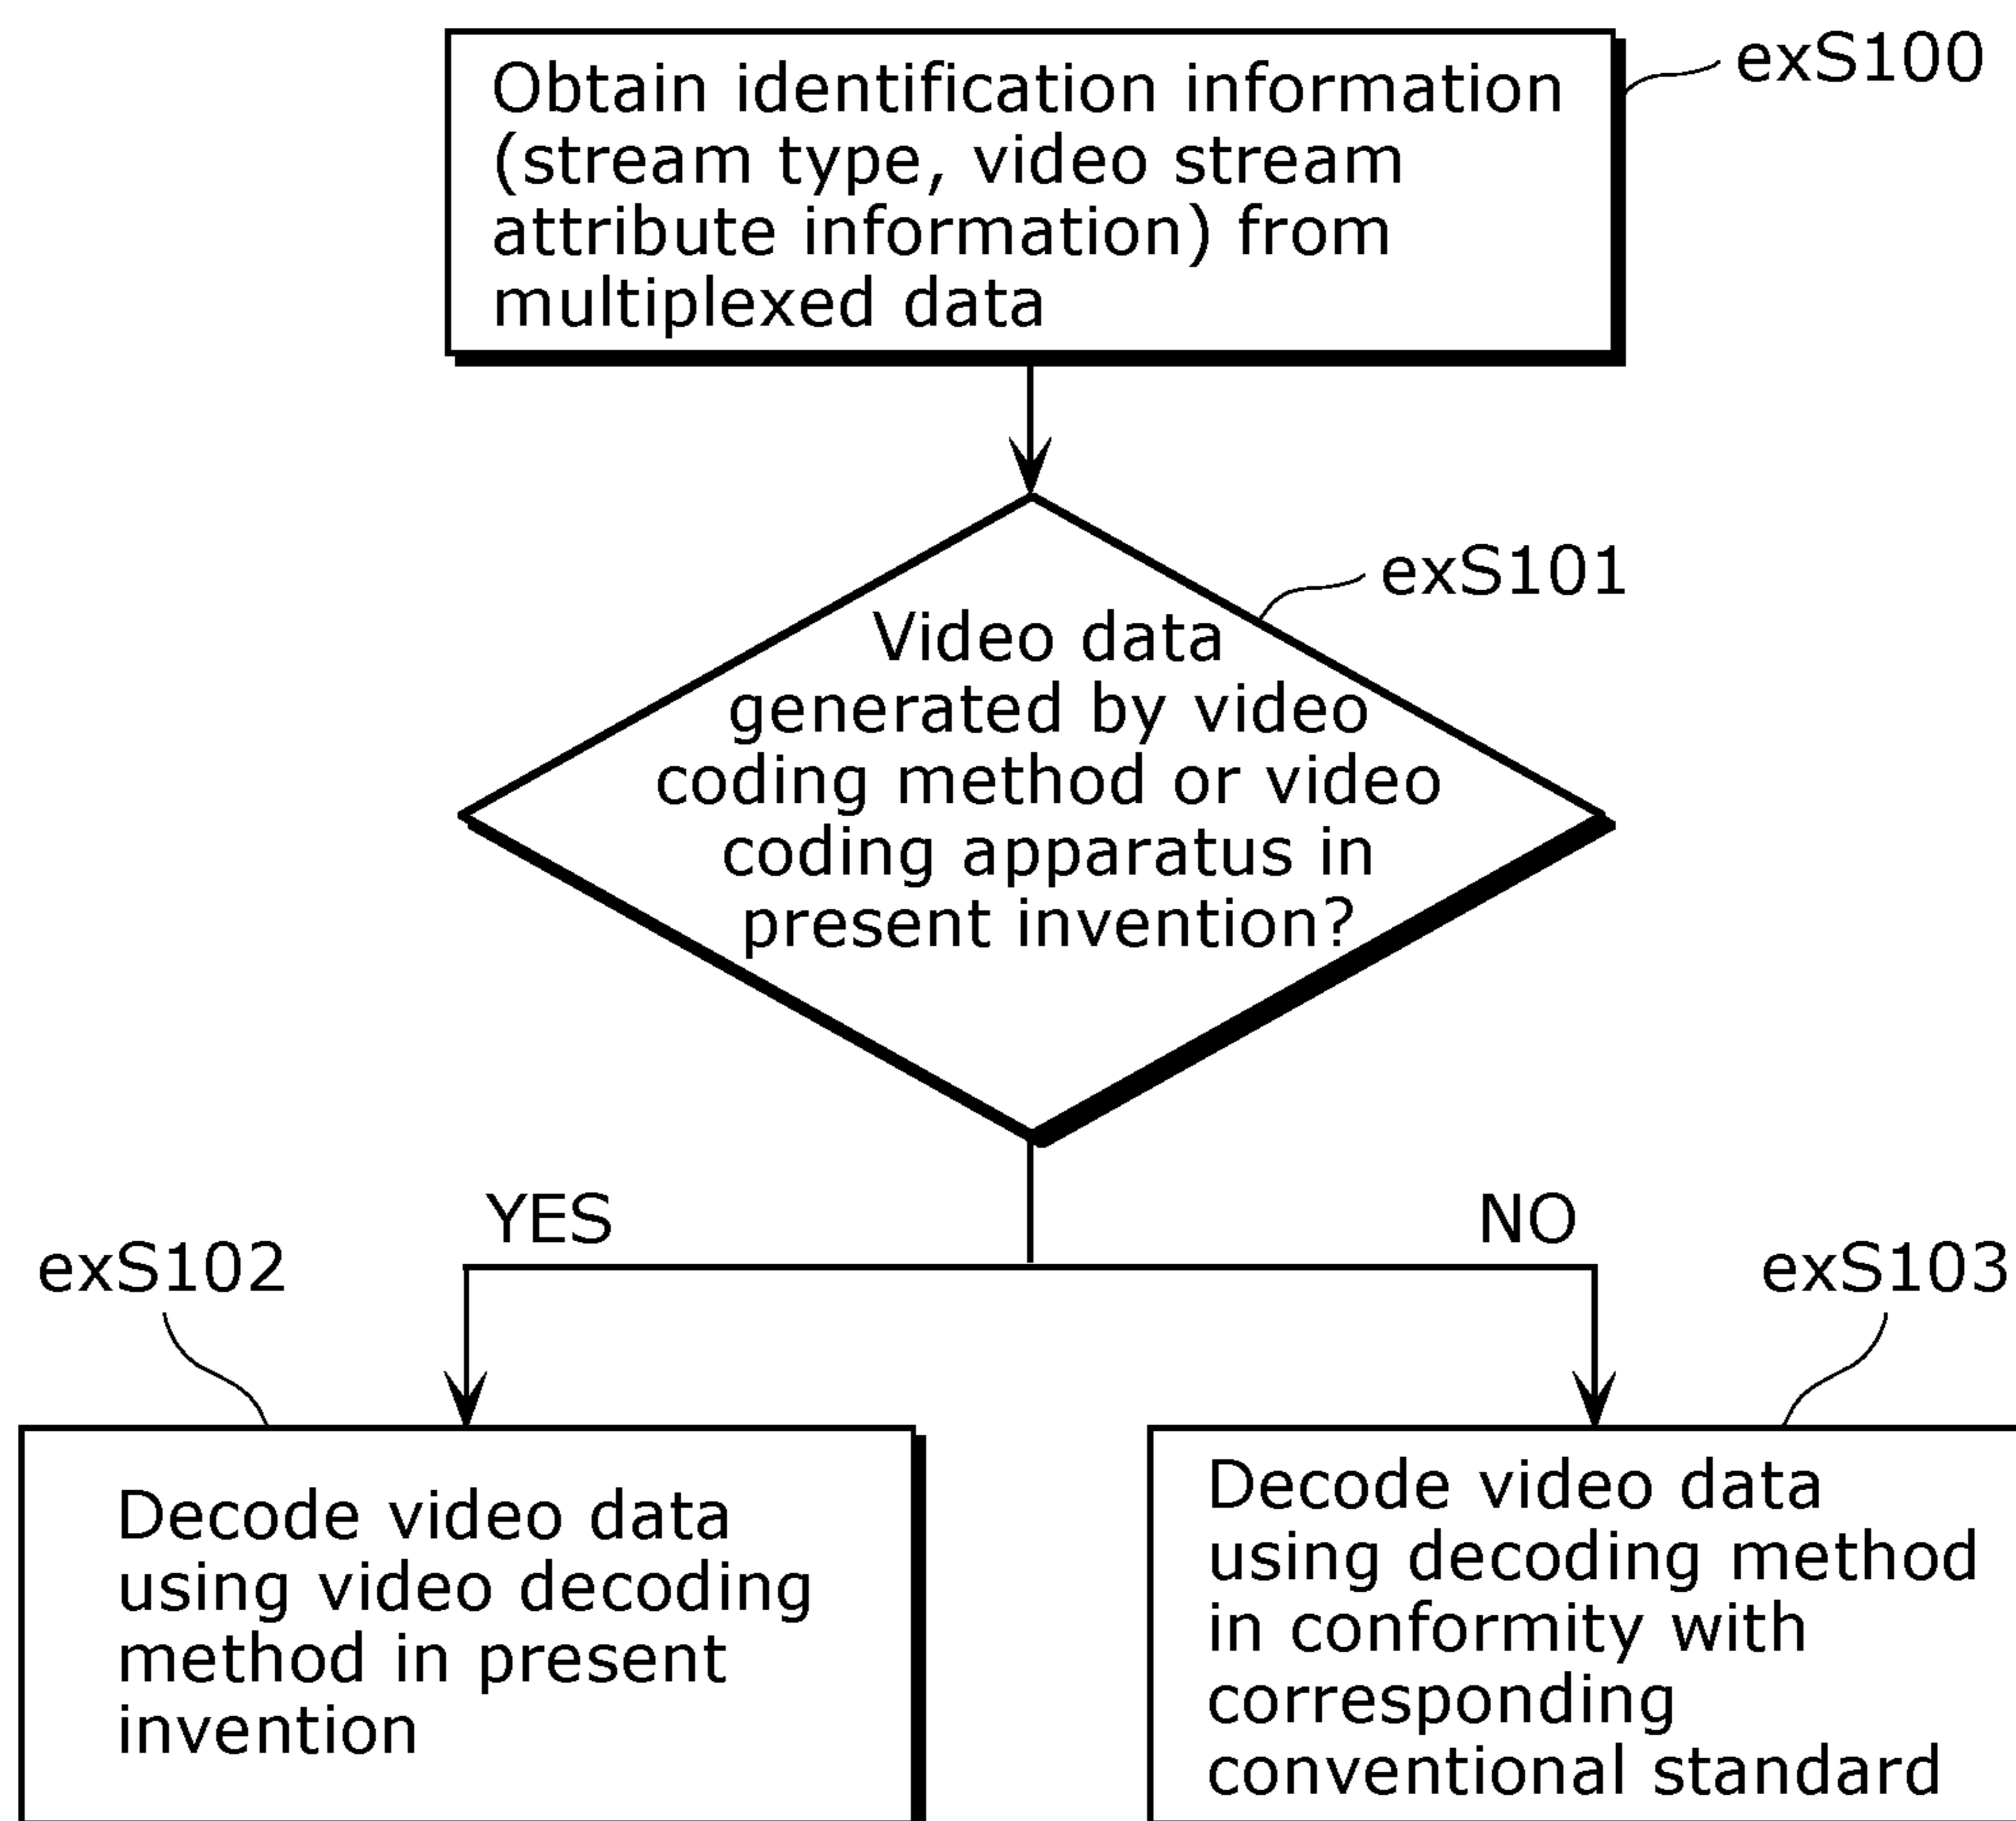 Obtain identification information
(stream type, video stream
attribute information) from
multiplexed data
exS100
exS101
Video data
generated by video
coding method or video
coding apparatus in
present invention?
YES
NO
exS102
exS103
Decode video data
using video decoding
method in present
invention
Decode video data
using decoding method
in conformity with
corresponding
conventional standard